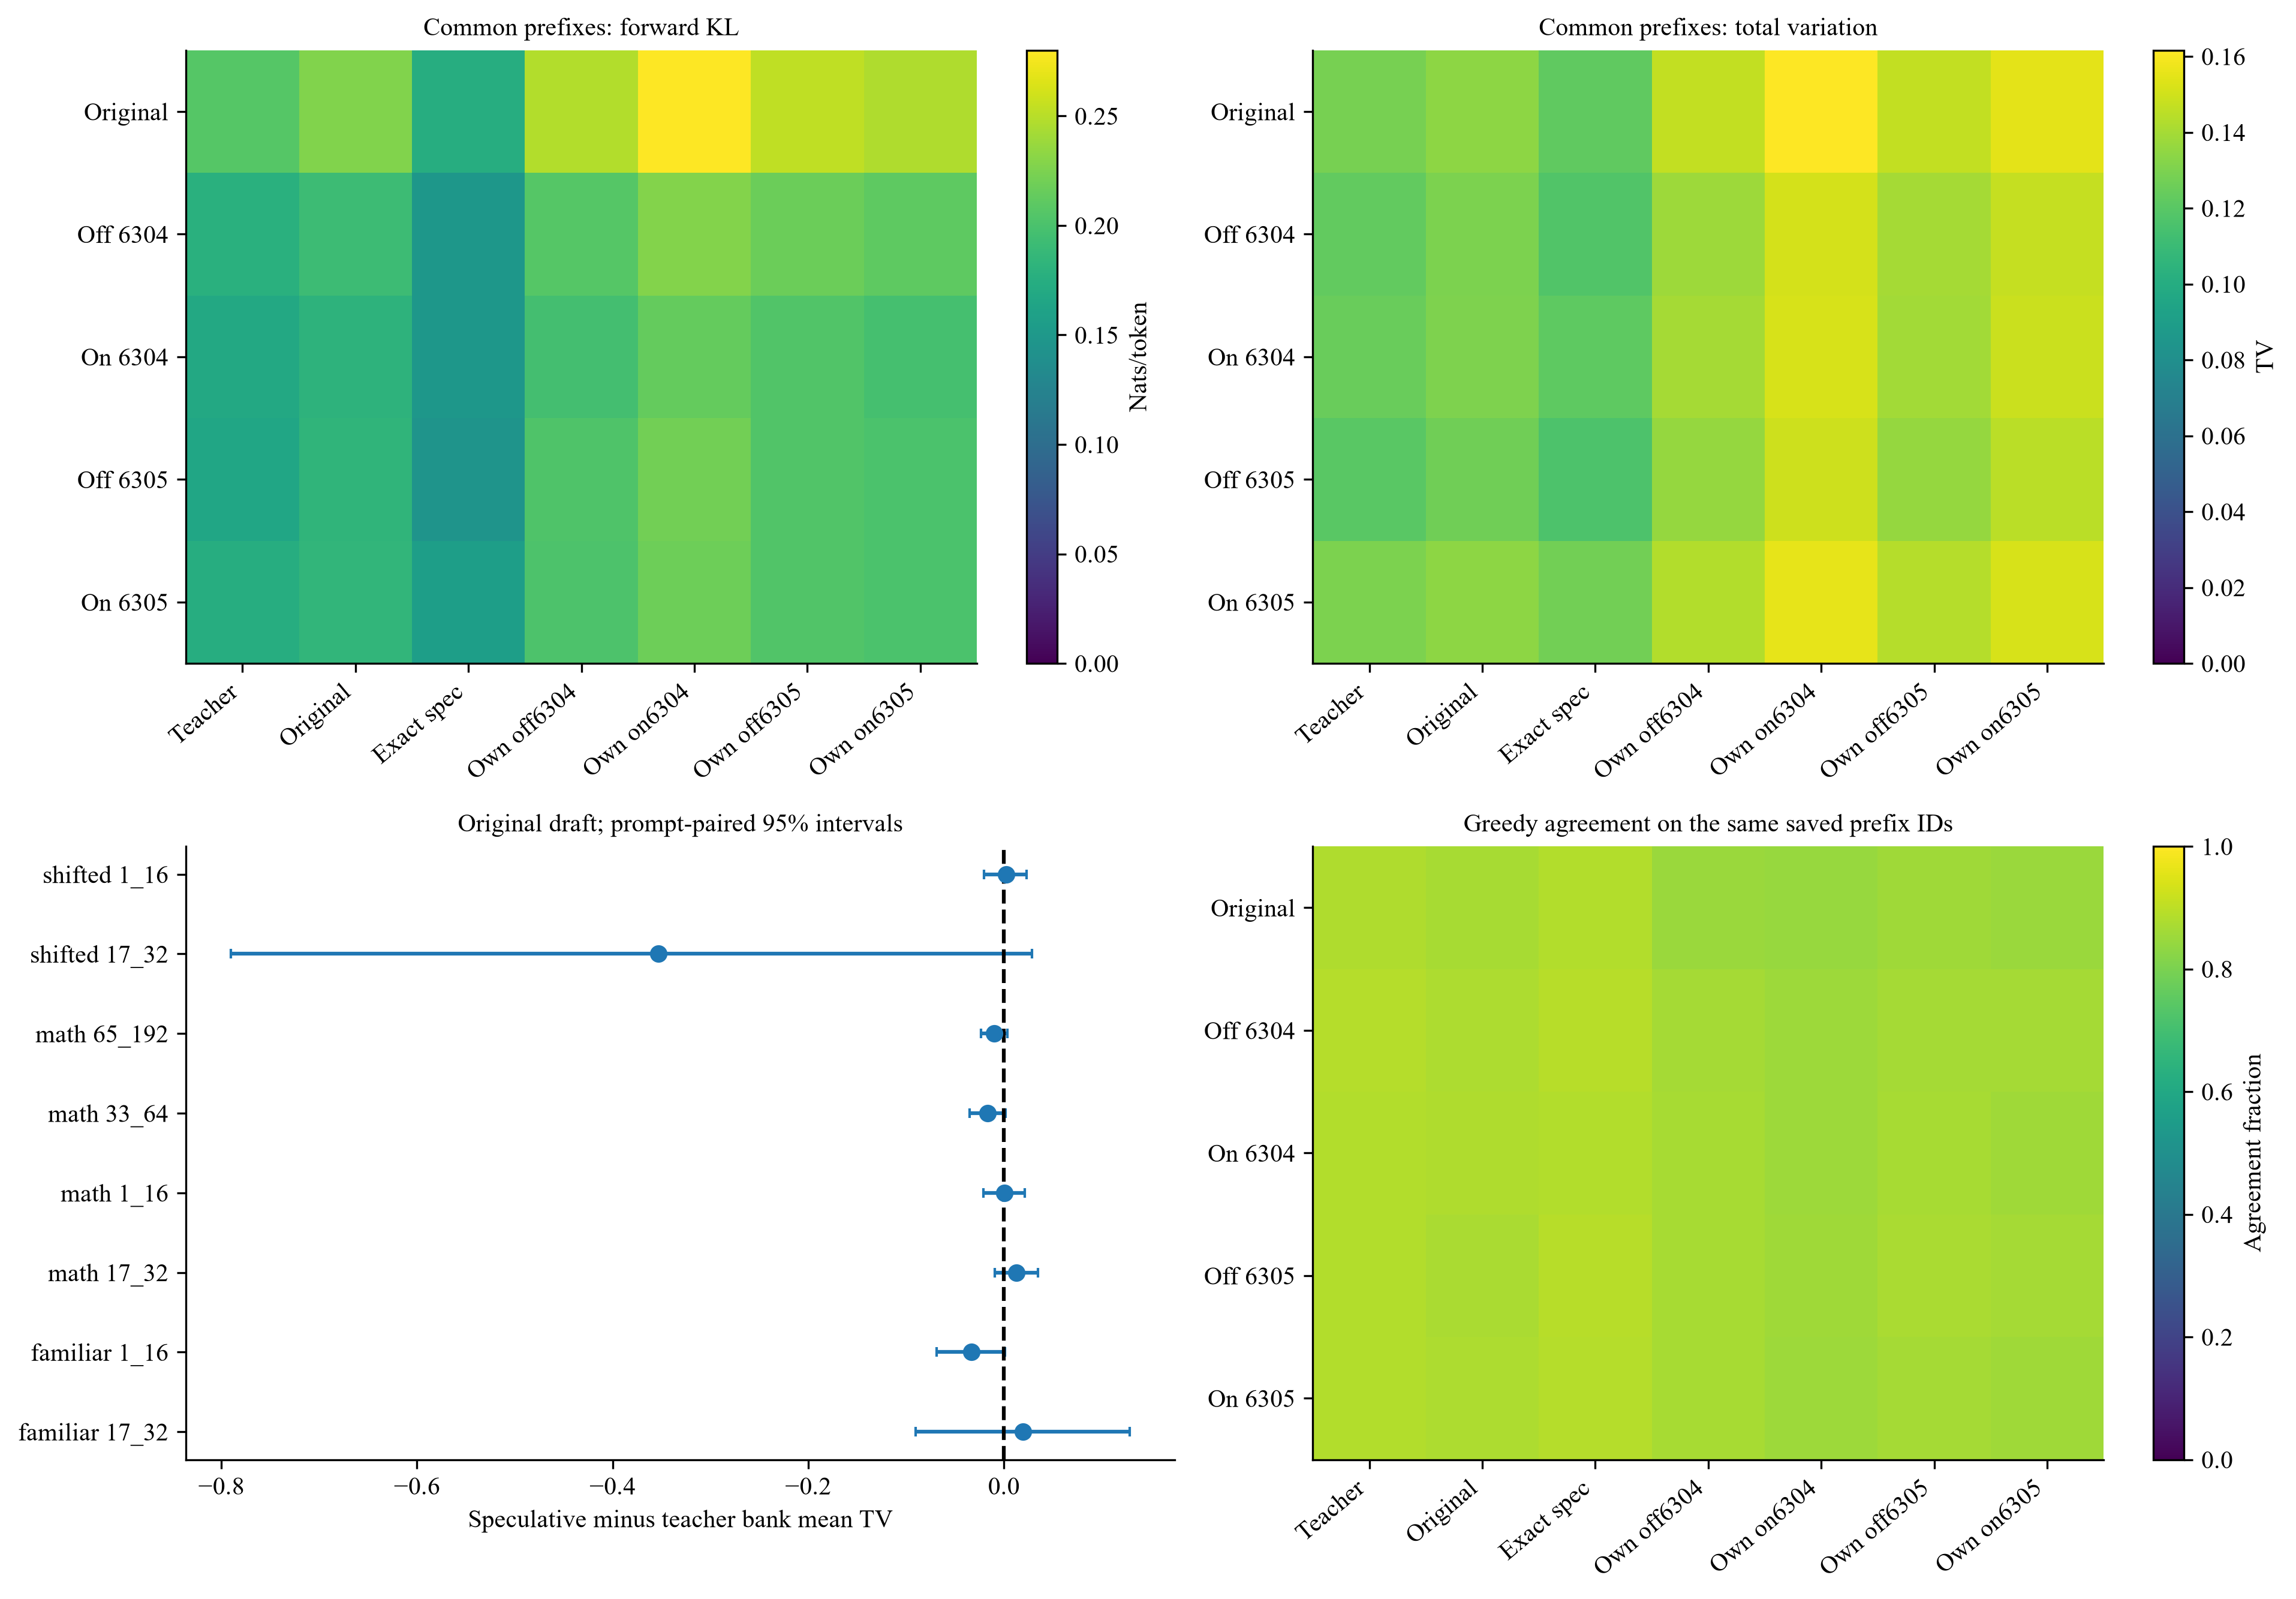 Common prefixes: forward KL
Original
Off 6304
On 6304
Off 6305
On 6305
Teacher
Original
Exact spec
Own off6304
Own on6304
Own off6305
Own on6305
0.25
0.20
0.15
0.10
0.05
0.00
Nats/token
Common prefixes: total variation
Original
Off 6304
On 6304
Off 6305
On 6305
Teacher
Original
Exact spec
Own off6304
Own on6304
Own off6305
Own on6305
0.16
0.14
0.12
0.10
0.08
0.06
0.04
0.02
0.00
TV
Original draft; prompt-paired 95% intervals
shifted 1_16
shifted 17_32
math 65_192
math 33_64
math 1_16
math 17_32
familiar 1_16
familiar 17_32
−0.8
−0.6
−0.4
−0.2
0.0
Speculative minus teacher bank mean TV
Greedy agreement on the same saved prefix IDs
Original
Off 6304
On 6304
Off 6305
On 6305
Teacher
Original
Exact spec
Own off6304
Own on6304
Own off6305
Own on6305
1.0
0.8
0.6
0.4
0.2
0.0
Agreement fraction